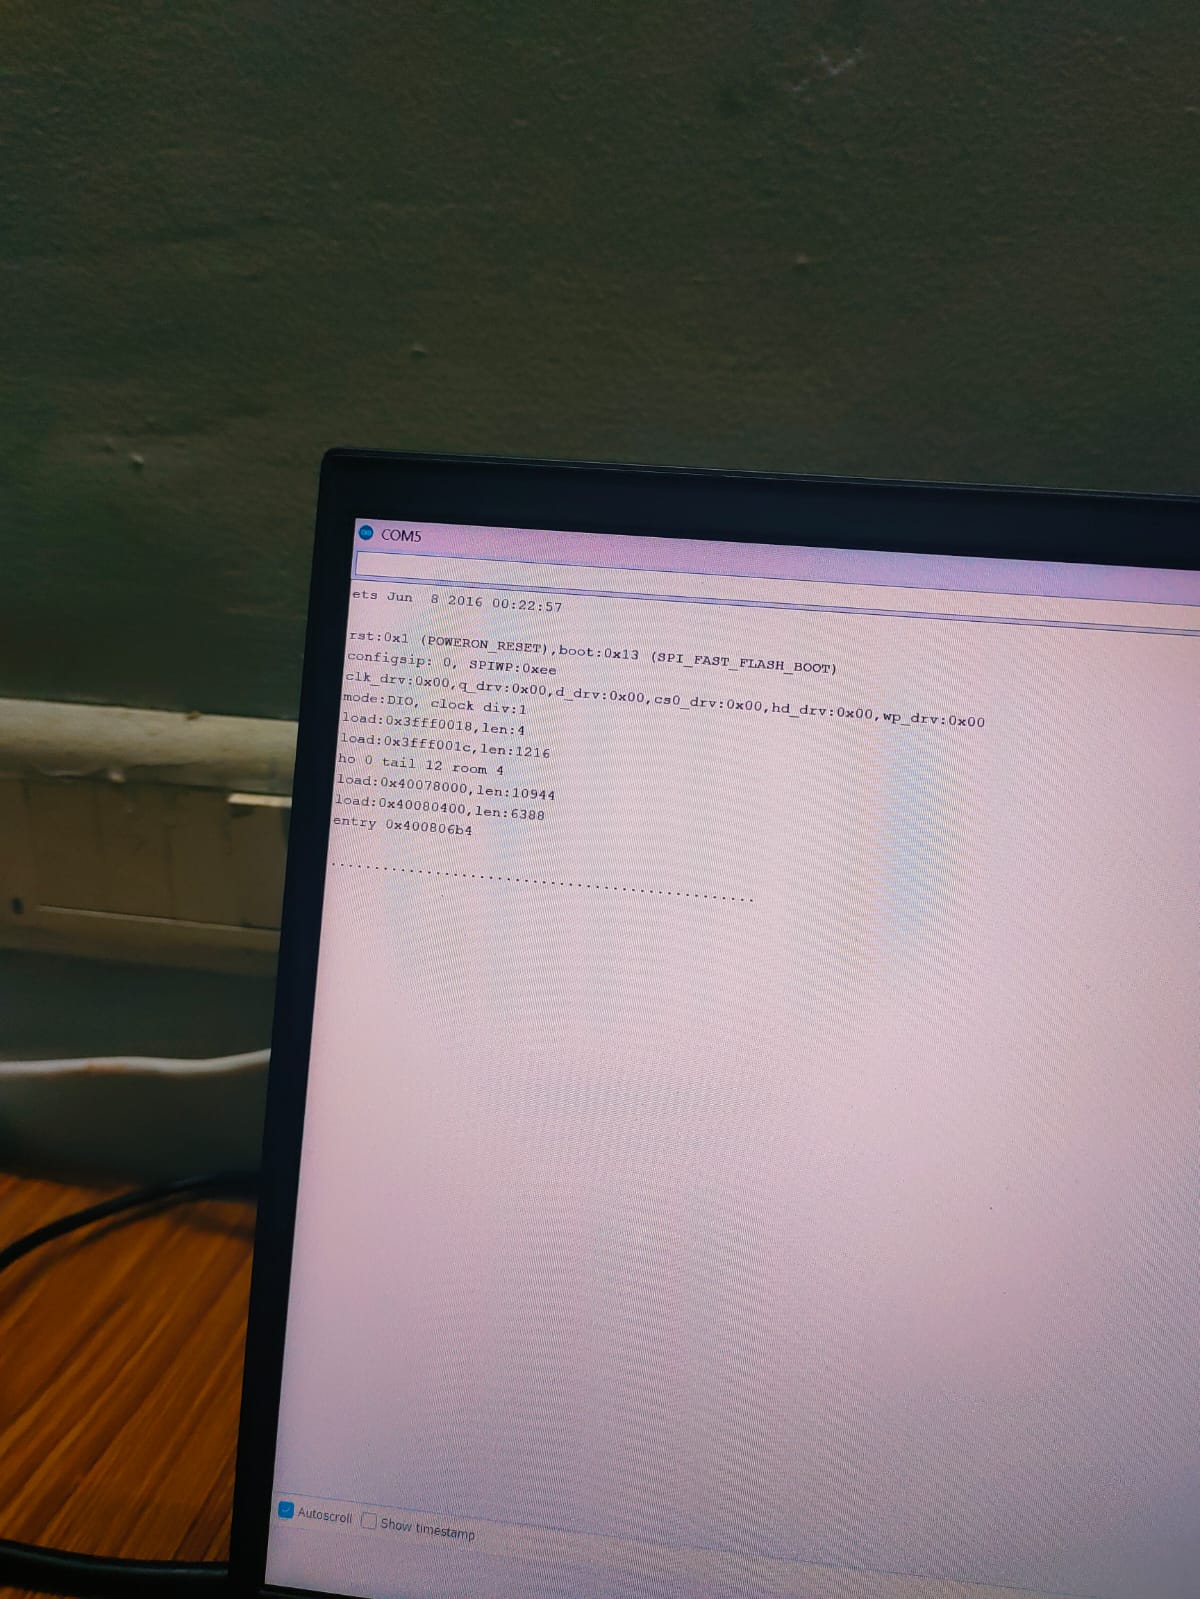 COM5
ets Jun  8 2016 00:22:57
rst:0x1 (POWERON_RESET),boot:0x13 (SPI_FAST_FLASH_BOOT)
configsip: 0, SPIWP:0xee
clk_drv:0x00,q_drv:0x00,d_drv:0x00,cs0_drv:0x00,hd_drv:0x00,wp_drv:0x00
mode:DIO, clock div:1
load:0x3fff0018,len:4
load:0x3fff001c,len:1216
ho 0 tail 12 room 4
load:0x40078000,len:10944
load:0x40080400,len:6388
entry 0x400806b4
.................................................
Autoscroll Show timestamp